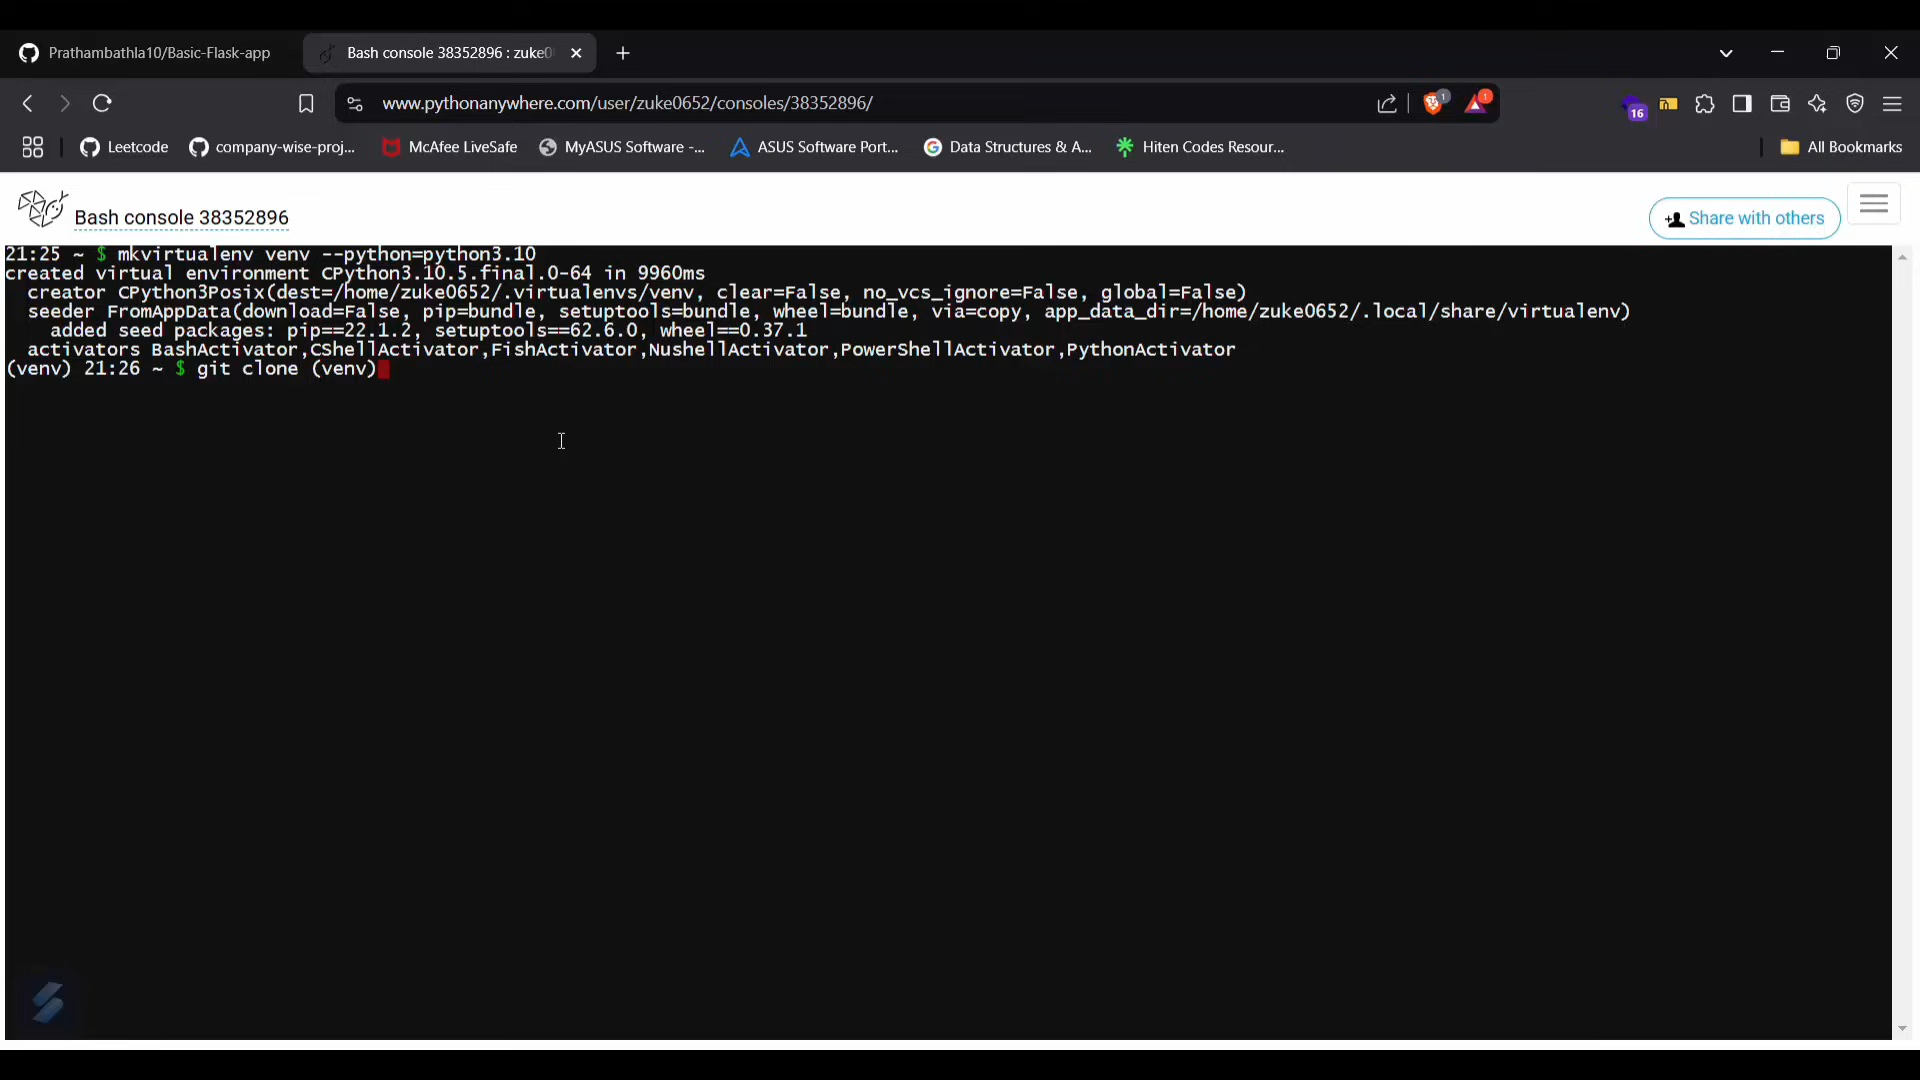 Prathambathla10/Basic-Flask-app
Bash console 38352896 : zuke0
www.pythonanywhere.com/user/zuke0652/consoles/38352896/
1
1
16
Leetcode
company-wise-proj...
McAfee LiveSafe
MyASUS Software -...
ASUS Software Port...
Data Structures & A...
Hiten Codes Resour...
All Bookmarks
Bash console 38352896
Share with others
21:25 ~ $ mkvirtualenv venv --python=python3.10
created virtual environment CPython3.10.5.final.0-64 in 9960ms
  creator CPython3Posix(dest=/home/zuke0652/.virtualenvs/venv, clear=False, no_vcs_ignore=False, global=False)
  seeder FromAppData(download=False, pip=bundle, setuptools=bundle, wheel=bundle, via=copy, app_data_dir=/home/zuke0652/.local/share/virtualenv)
    added seed packages: pip==22.1.2, setuptools==62.6.0, wheel==0.37.1
  activators BashActivator,CShellActivator,FishActivator,NushellActivator,PowerShellActivator,PythonActivator
(venv) 21:26 ~ $ git clone (venv)